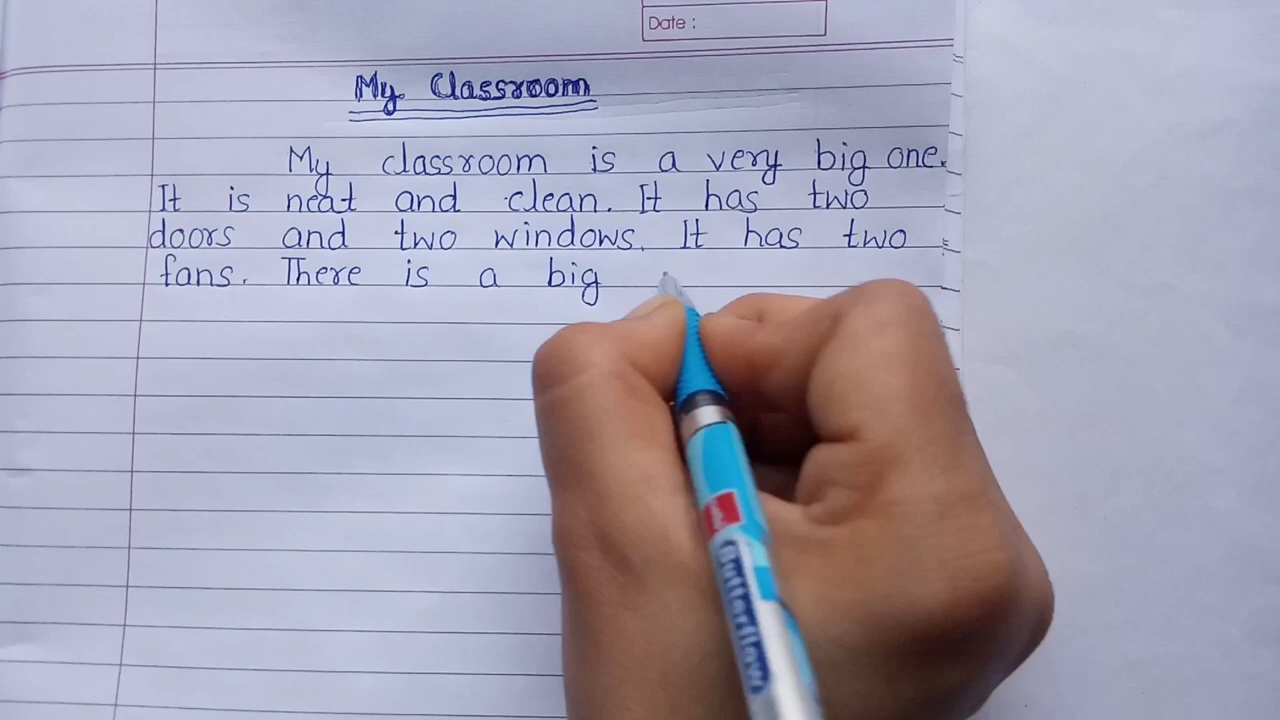 Date :
My Classroom
My classroom is a very big one.
It is neat and clean. It has two
doors and two windows. It has two
fans. There is a big
Butterflow